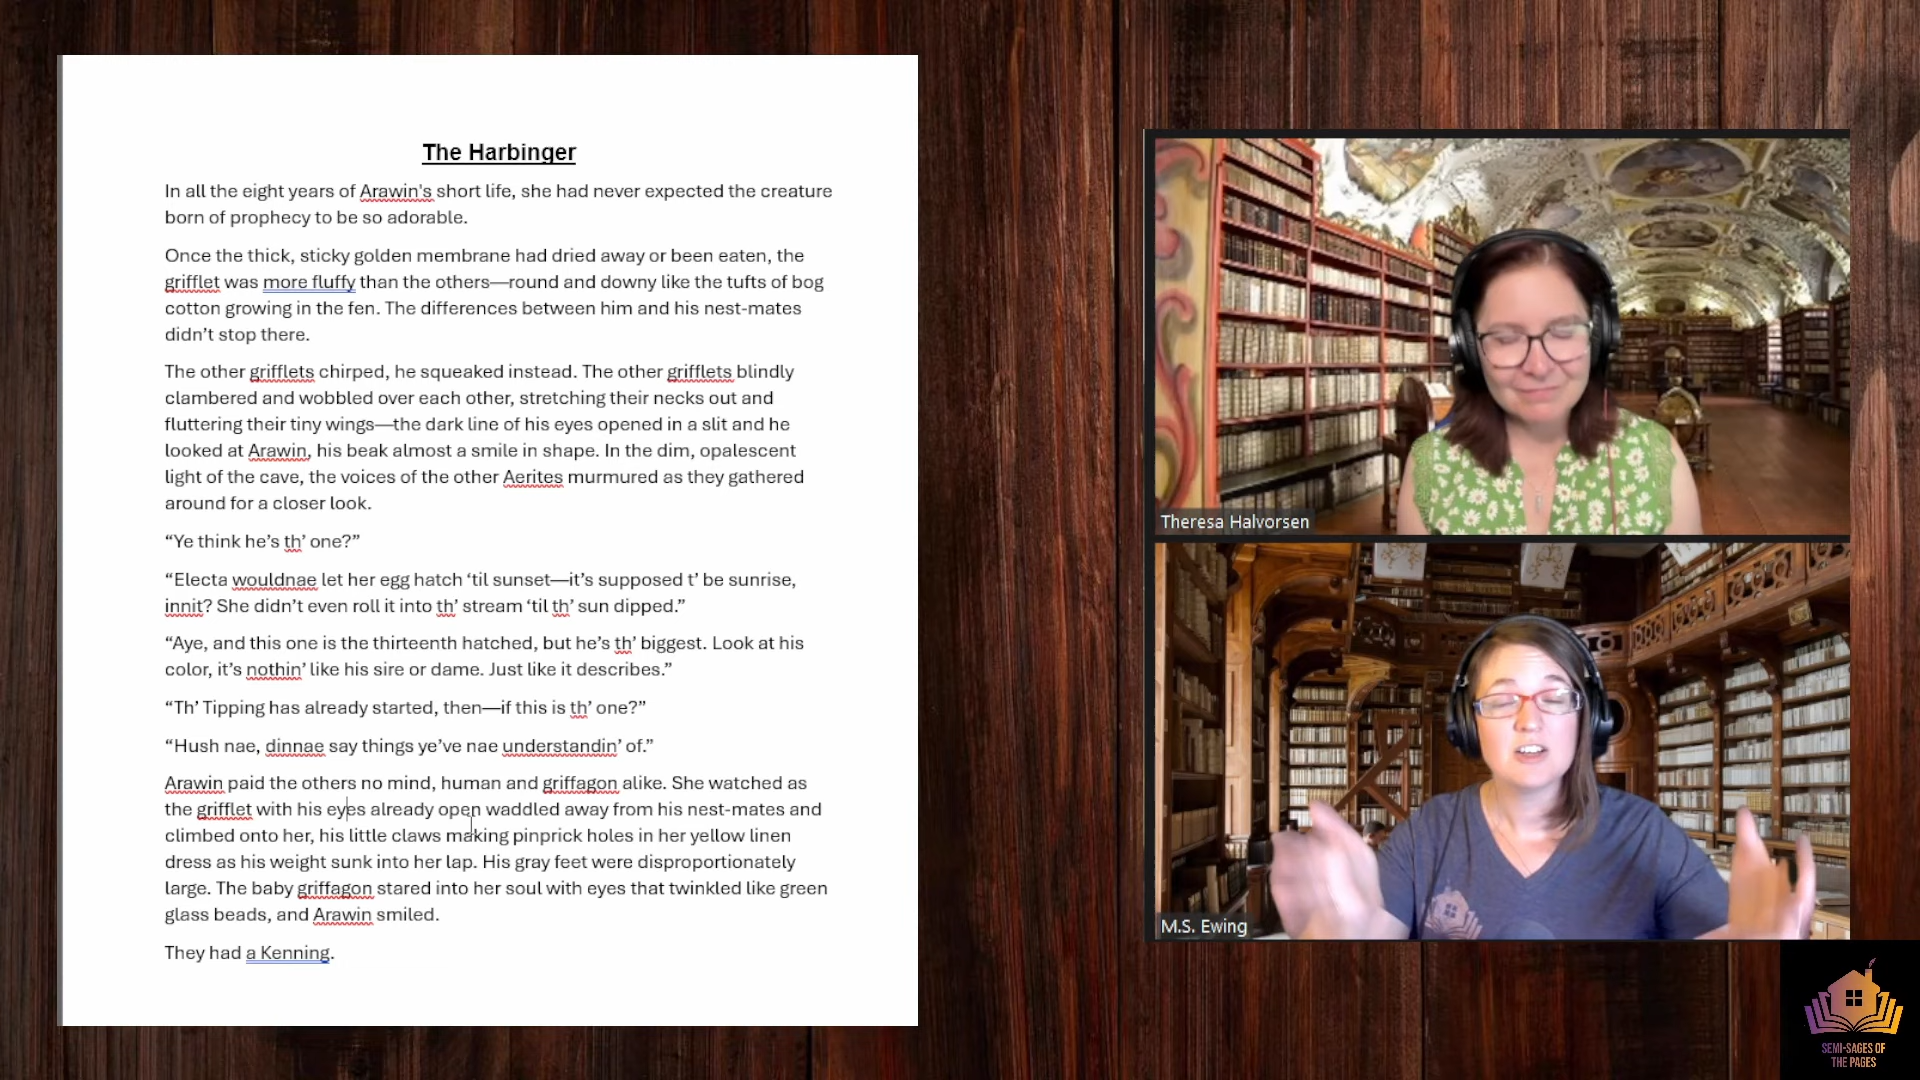 The Harbinger
In all the eight years of Arawin's short life, she had never expected the creature
born of prophecy to be so adorable.
Once the thick, sticky golden membrane had dried away or been eaten, the
grifflet was more fluffy than the others—round and downy like the tufts of bog
cotton growing in the fen. The differences between him and his nest-mates
didn’t stop there.
The other grifflets chirped, he squeaked instead. The other grifflets blindly
clambered and wobbled over each other, stretching their necks out and
fluttering their tiny wings—the dark line of his eyes opened in a slit and he
looked at Arawin, his beak almost a smile in shape. In the dim, opalescent
light of the cave, the voices of the other Aerites murmured as they gathered
around for a closer look.
“Ye think he’s th’ one?”
“Electa wouldnae let her egg hatch ‘til sunset—it’s supposed t’ be sunrise,
innit? She didn’t even roll it into th’ stream ‘til th’ sun dipped.”
“Aye, and this one is the thirteenth hatched, but he’s th’ biggest. Look at his
color, it’s nothin’ like his sire or dame. Just like it describes.”
“Th’ Tipping has already started, then—if this is th’ one?”
“Hush nae, dinnae say things ye’ve nae understandin’ of.”
Arawin paid the others no mind, human and griffagon alike. She watched as
the grifflet with his eyes already open waddled away from his nest-mates and
climbed onto her, his little claws making pinprick holes in her yellow linen
dress as his weight sunk into her lap. His gray feet were disproportionately
large. The baby griffagon stared into her soul with eyes that twinkled like green
glass beads, and Arawin smiled.
They had a Kenning.
Theresa Halvorsen
M.S. Ewing
SEMI-SAGES OF
THE PAGES